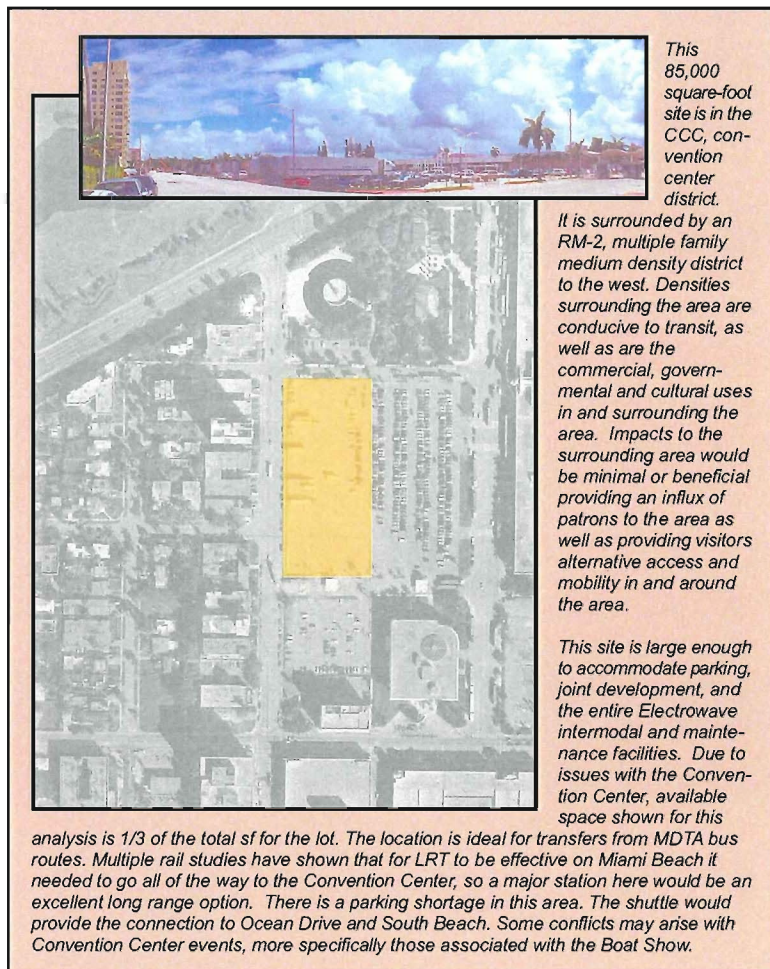 This
85,000
square-foot
site is in the
CCC, con-
vention
center
district.
It is surrounded by an
RM-2, multiple family
medium density district
to the west. Densities
surrounding the area are
conducive to transit, as
well as are the
commercial, govern-
mental and cultural uses
in and surrounding the
area. Impacts to the
surrounding area would
be minimal or beneficial
providing an influx of
patrons to the area as
well as providing visitors
alternative access and
mobility in and around
the area.
This site is large enough
to accommodate parking,
joint development, and
the entire Electrowave
intermodal and mainte-
nance facilities. Due to
issues with the Conven-
tion Center, available
space shown for this
analysis is 1/3 of the total sf for the lot. The location is ideal for transfers from MDTA bus
routes. Multiple rail studies have shown that for LRT to be effective on Miami Beach it
needed to go all of the way to the Convention Center, so a major station here would be an
excellent long range option. There is a parking shortage in this area. The shuttle would
provide the connection to Ocean Drive and South Beach. Some conflicts may arise with
Convention Center events, more specifically those associated with the Boat Show.